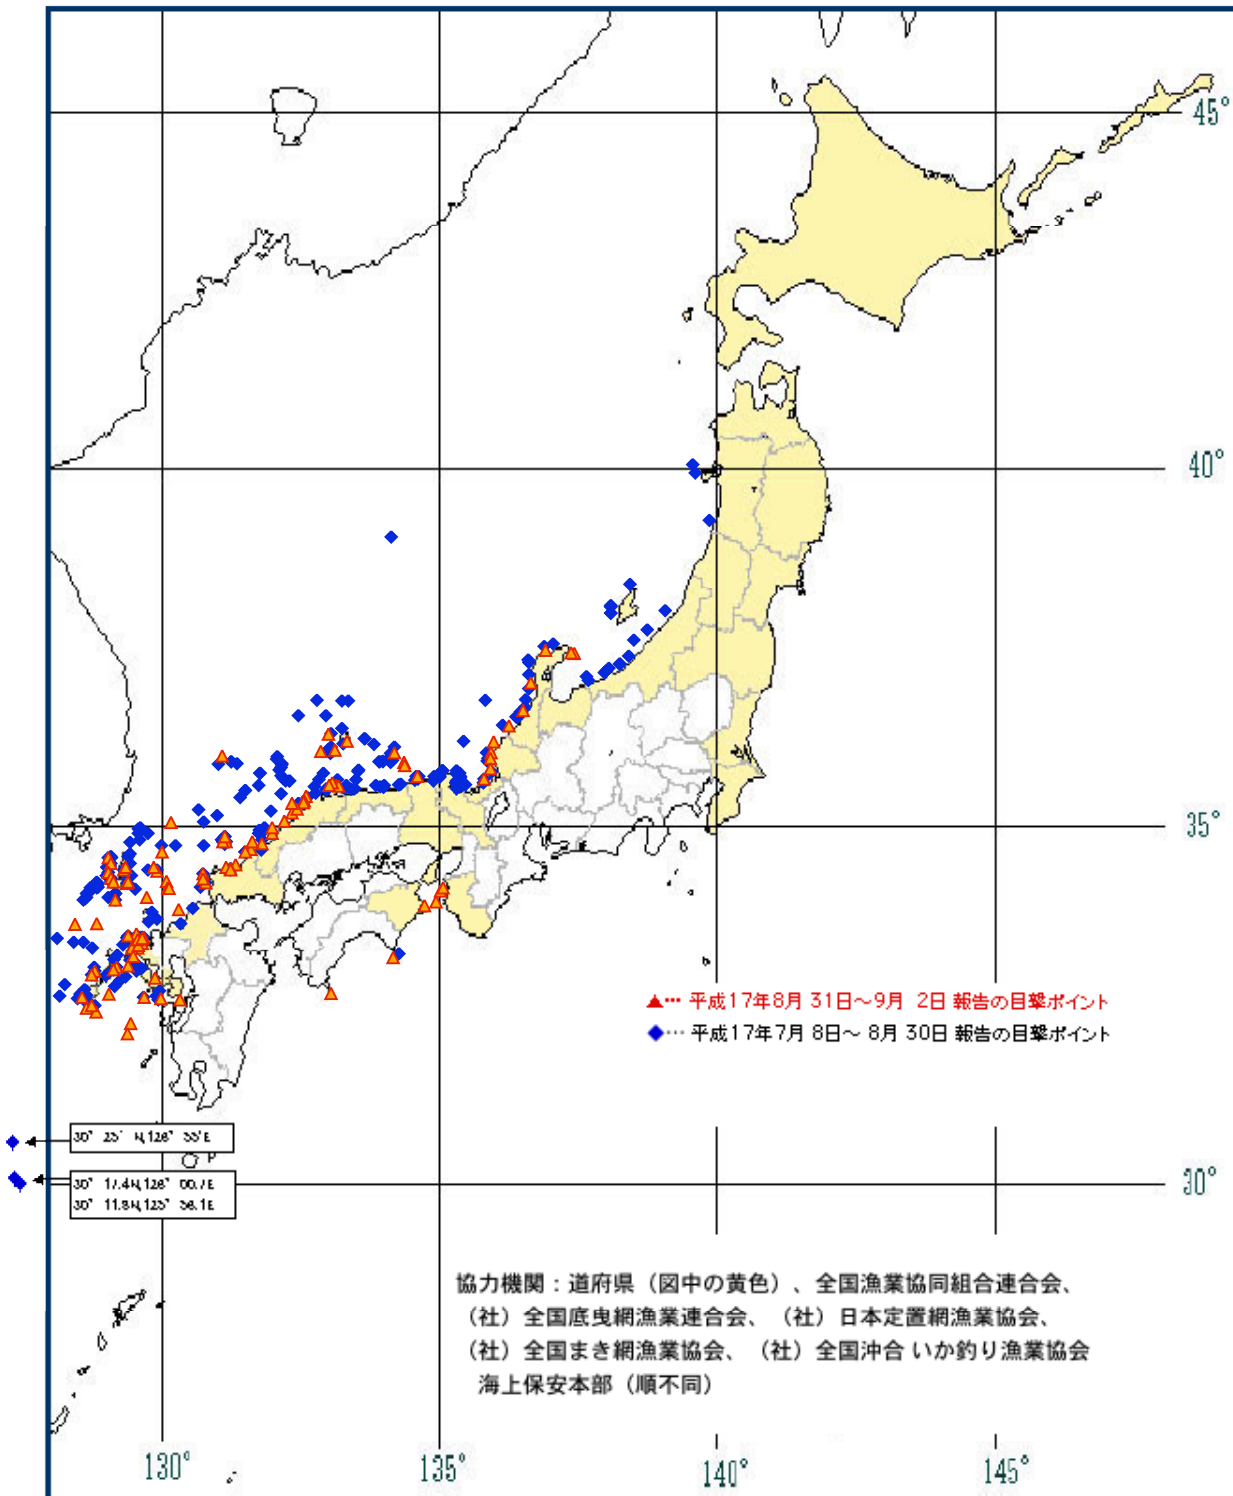 45°
40°
35°
▲… 平成17年8月 31日～9月 2日 報告の目撃ポイント
◆… 平成17年7月 8日～ 8月 30日 報告の目撃ポイント
30°
協力機関：道府県（図中の黄色）、全国漁業協同組合連合会、
（社）全国底曳網漁業連合会、（社）日本定置網漁業協会、
（社）全国まき網漁業協会、（社）全国沖合 いか釣り漁業協会
海上保安本部（順不同）
130° 135° 140° 145°